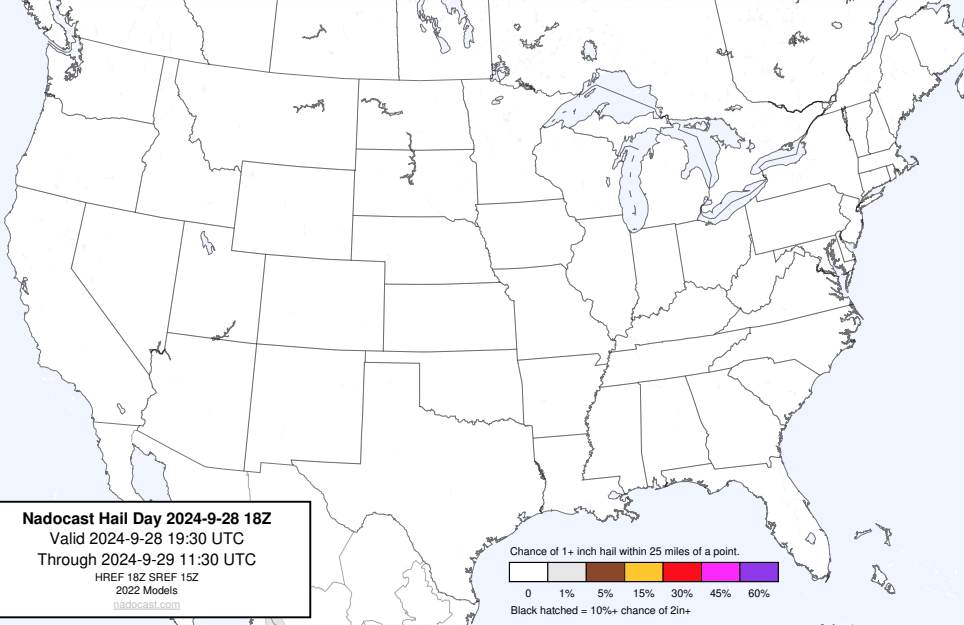 Nadocast Hail Day 2024-9-28 18Z
Valid 2024-9-28 19:30 UTC
Through 2024-9-29 11:30 UTC
HREF 18Z SREF 15Z
2022 Models
nadocast.com
Chance of 1+ inch hail within 25 miles of a point.
0 1% 5% 15% 30% 45% 60%
Black hatched = 10%+ chance of 2in+